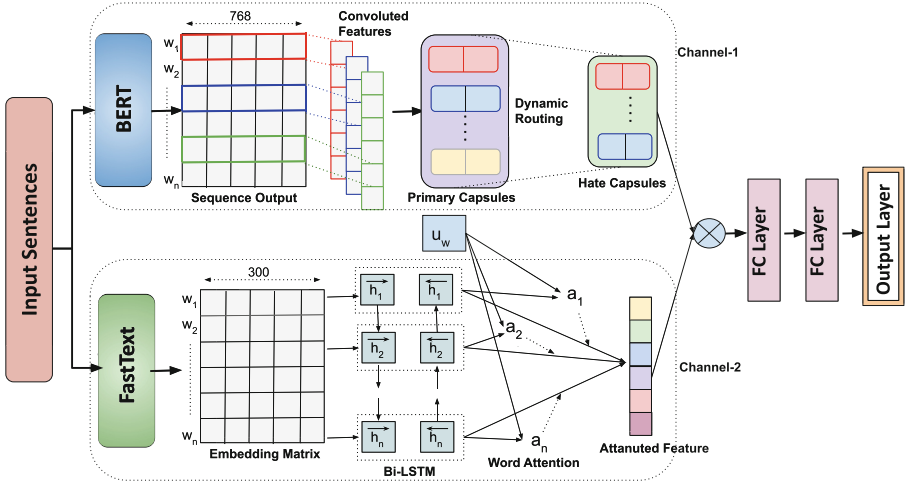 Input Sentences
BERT
768
w1
w2
wn
Sequence Output
Convoluted
Features
Primary Capsules
Dynamic
Routing
Hate Capsules
Channel-1
FastText
300
w1
w2
wn
Embedding Matrix
uw
h1 h1
h2 h2
hn hn
Bi-LSTM
a1
a2
an
Word Attention
Attanuted Feature
Channel-2
FC Layer
FC Layer
Output Layer